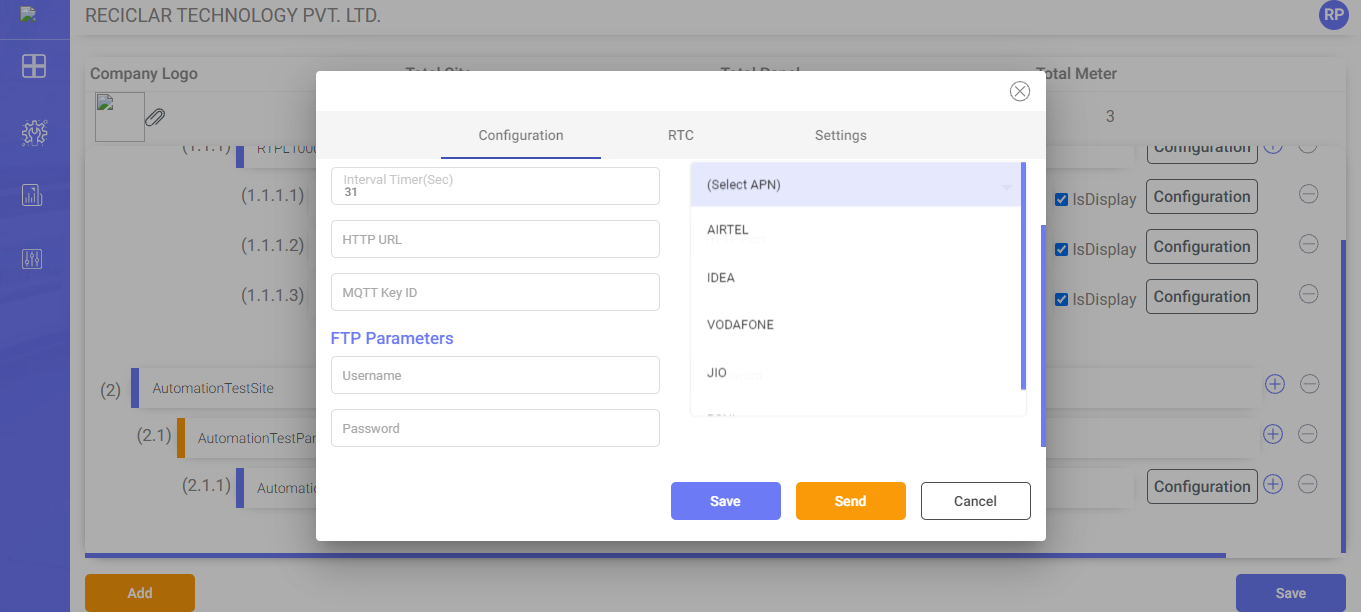 RECICLAR TECHNOLOGY PVT. LTD.
RP
Company Logo
Total Site
Total Panel
Total Meter
3
(1.1.1)
Configuration
(1.1.1.1)
IsDisplay
Configuration
(1.1.1.2)
IsDisplay
Configuration
(1.1.1.3)
IsDisplay
Configuration
(2)
AutomationTestSite
(2.1)
AutomationTestPan
(2.1.1)
Automatio
Configuration
Add
Save
Configuration
RTC
Settings
Interval Timer(Sec)
31
HTTP URL
MQTT Key ID
FTP Parameters
Username
Password
(Select APN)
AIRTEL
IDEA
VODAFONE
JIO
Save
Send
Cancel